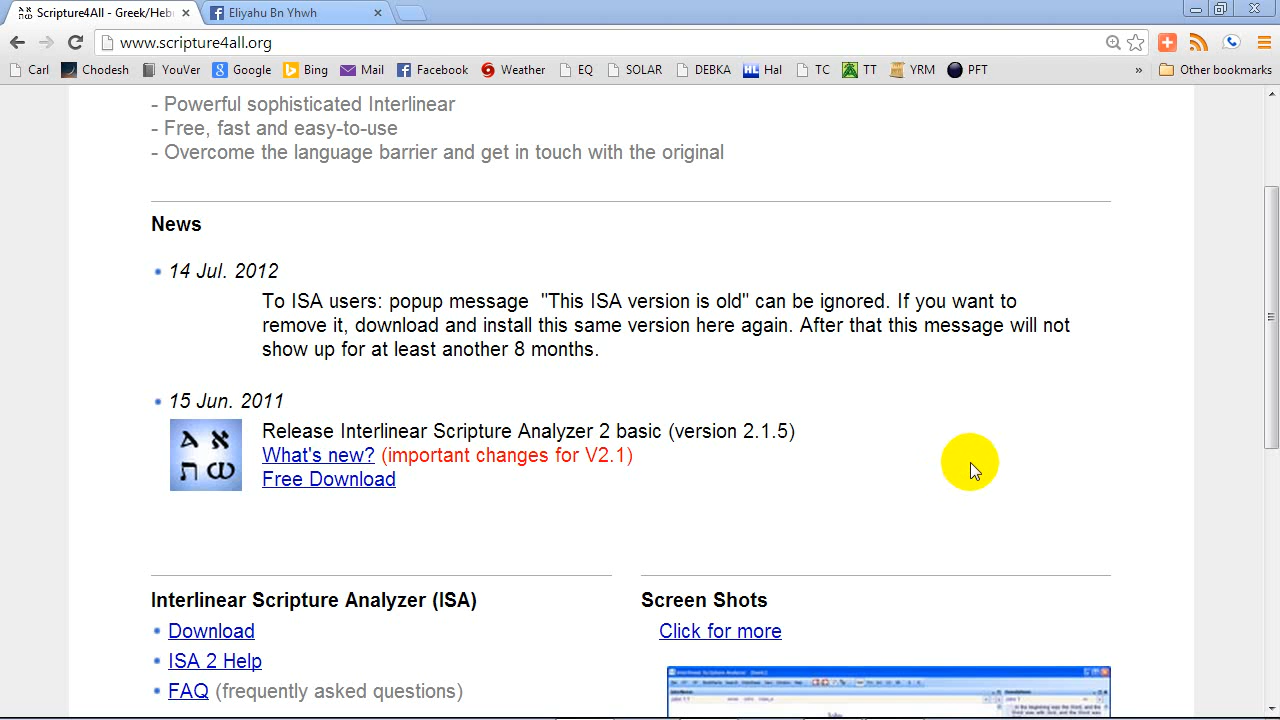 Scripture4All - Greek/Heb
Eliyahu Bn Yhwh
www.scripture4all.org
Carl Chodesh YouVer Google Bing Mail Facebook Weather EQ SOLAR DEBKA Hal TC TT YRM PFT » Other bookmarks
- Powerful sophisticated Interlinear
- Free, fast and easy-to-use
- Overcome the language barrier and get in touch with the original
News
14 Jul. 2012
To ISA users: popup message "This ISA version is old" can be ignored. If you want to
remove it, download and install this same version here again. After that this message will not
show up for at least another 8 months.
15 Jun. 2011
א
ת
Release Interlinear Scripture Analyzer 2 basic (version 2.1.5)
What's new? (important changes for V2.1)
Free Download
Interlinear Scripture Analyzer (ISA)
Screen Shots
Download
Click for more
ISA 2 Help
FAQ (frequently asked questions)